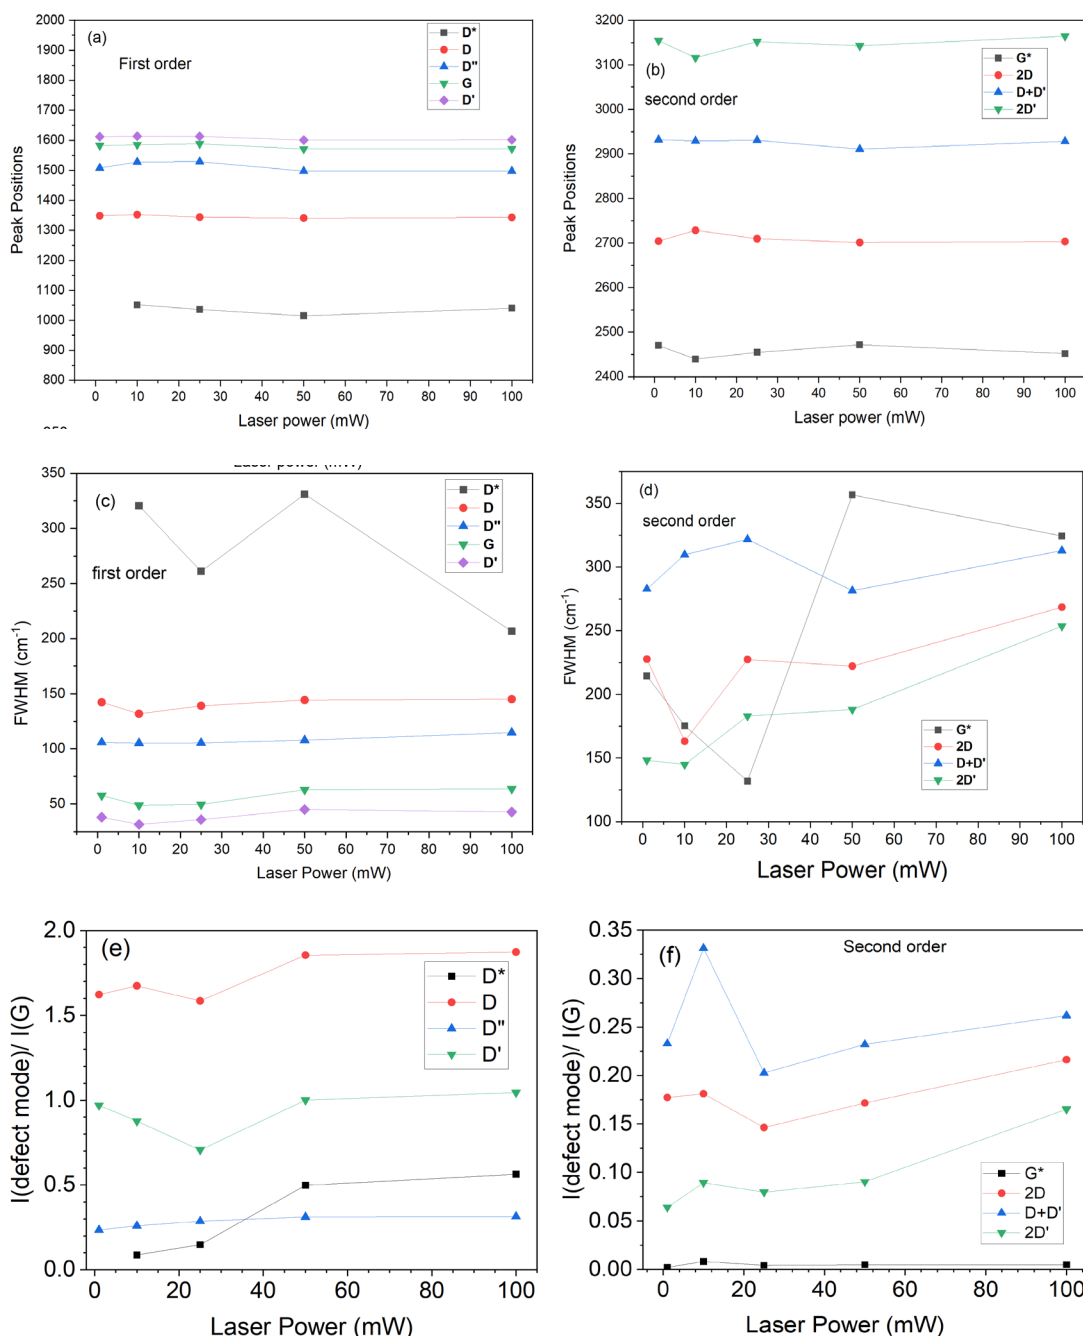 (a)
First order
D*
D
D"
G
D'
2000
1900
1800
1700
1600
1500
1400
1300
1200
1100
1000
900
800
Peak Positions
0 10 20 30 40 50 60 70 80 90 100
Laser power (mW)
(b)
second order
G*
2D
D+D'
2D'
3200
3100
3000
2900
2800
2700
2600
2500
2400
Peak Positions
0 10 20 30 40 50 60 70 80 90 100
Laser power (mW)
Laser power (mW)
(c)
first order
D*
D
D"
G
D'
350
300
250
200
150
100
50
FWHM (cm-1)
0 10 20 30 40 50 60 70 80 90 100
Laser Power (mW)
(d)
second order
350
300
250
200
150
100
FWHM (cm-1)
G*
2D
D+D'
2D'
0 10 20 30 40 50 60 70 80 90 100
Laser Power (mW)
(e)
D*
D
D"
D'
2.0
1.5
1.0
0.5
0.0
I(defect mode)/ I(G)
0 20 40 60 80 100
Laser Power (mW)
(f)
Second order
0.35
0.30
0.25
0.20
0.15
0.10
0.05
0.00
I(defect mode)/ I(G)
G*
2D
D+D'
2D'
0 20 40 60 80 100
Laser Power (mW)